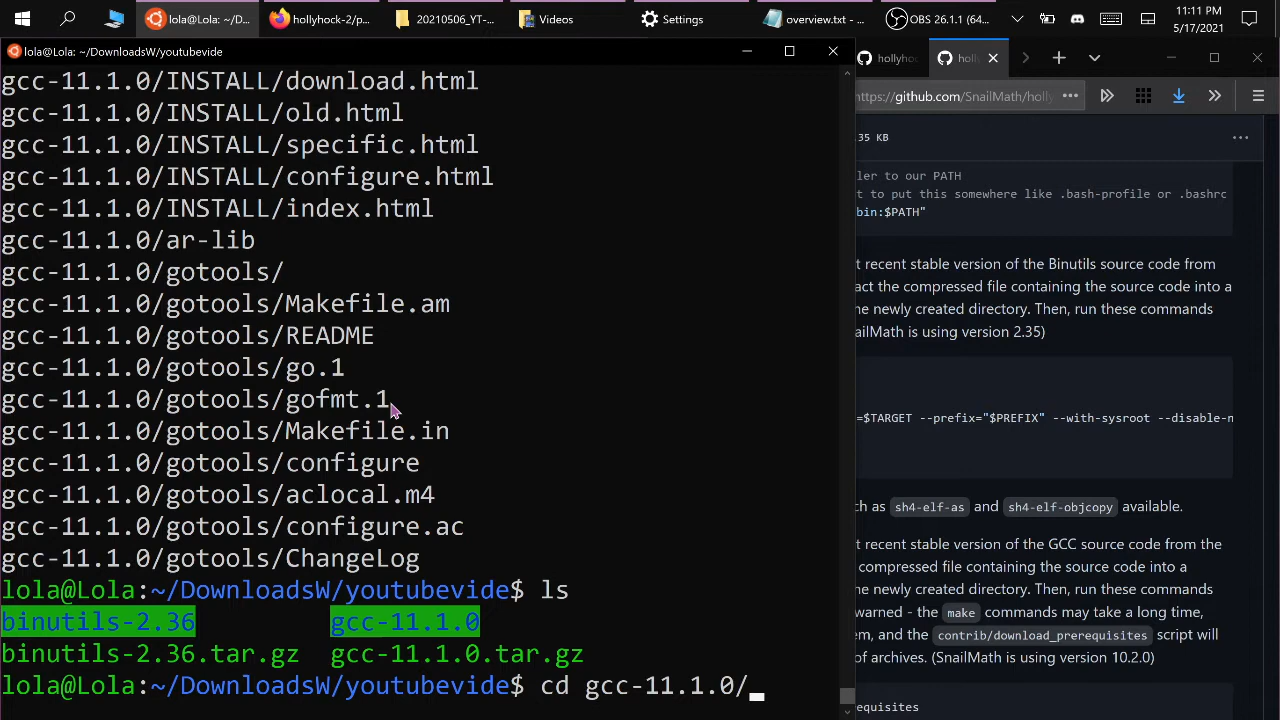 lola@Lola: ~/D...
hollyhock-2/p...
20210506_YT-...
Videos
Settings
overview.txt - ...
OBS 26.1.1 (64...
11:11 PM
5/17/2021
lola@Lola: ~/DownloadsW/youtubevide
gcc-11.1.0/INSTALL/download.html
gcc-11.1.0/INSTALL/old.html
gcc-11.1.0/INSTALL/specific.html
gcc-11.1.0/INSTALL/configure.html
gcc-11.1.0/INSTALL/index.html
gcc-11.1.0/ar-lib
gcc-11.1.0/gotools/
gcc-11.1.0/gotools/Makefile.am
gcc-11.1.0/gotools/README
gcc-11.1.0/gotools/go.1
gcc-11.1.0/gotools/gofmt.1
gcc-11.1.0/gotools/Makefile.in
gcc-11.1.0/gotools/configure
gcc-11.1.0/gotools/aclocal.m4
gcc-11.1.0/gotools/configure.ac
gcc-11.1.0/gotools/ChangeLog
lola@Lola:~/DownloadsW/youtubevide$ ls
binutils-2.36 gcc-11.1.0
binutils-2.36.tar.gz gcc-11.1.0.tar.gz
lola@Lola:~/DownloadsW/youtubevide$ cd gcc-11.1.0/
hollyho
holly
https://github.com/SnailMath/holly
35 KB
ler to our PATH
t to put this somewhere like .bash-profile or .bashrc
bin:$PATH"
t recent stable version of the Binutils source code from
act the compressed file containing the source code into a
he newly created directory. Then, run these commands
ailMath is using version 2.35)
=$TARGET --prefix="$PREFIX" --with-sysroot --disable-n
ch as sh4-elf-as and sh4-elf-objcopy available.
t recent stable version of the GCC source code from the
compressed file containing the source code into a
he newly created directory. Then, run these commands
warned - the make commands may take a long time,
em, and the contrib/download_prerequisites script will
of archives. (SnailMath is using version 10.2.0)
equisites